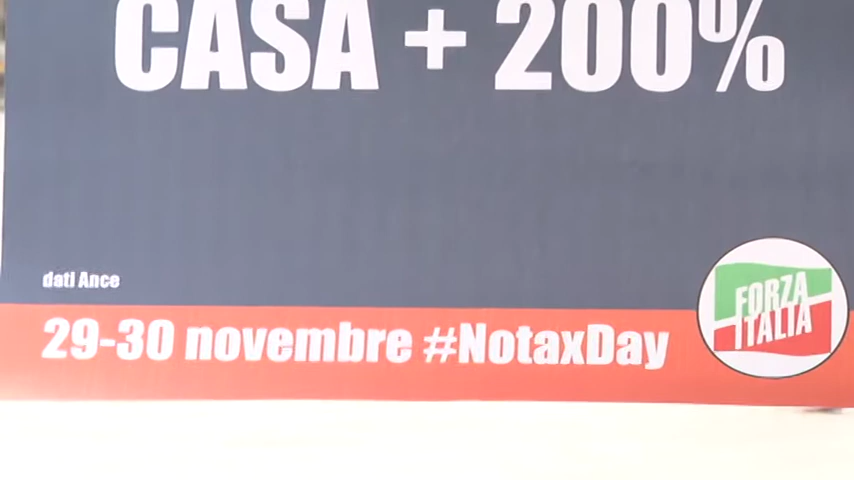 CASA + 200%
dati Ance
29-30 novembre #NotaxDay
FORZA
ITALIA